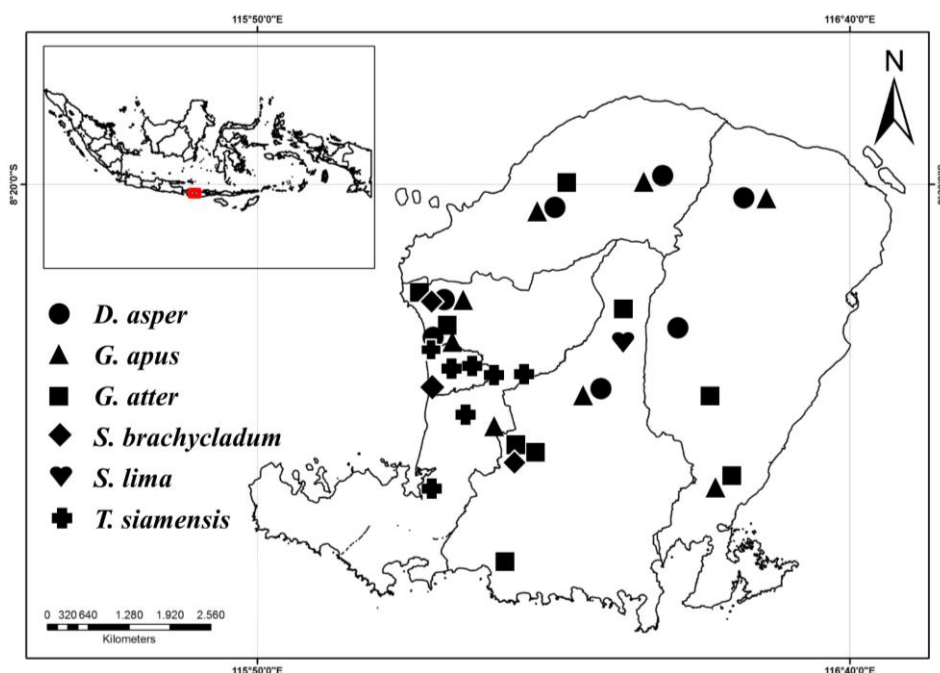 115°50'0"E 116°40'0"E
N
8°20'0"S
D. asper
G. apus
G. atter
S. brachycladum
S. lima
T. siamensis
0 320 640 1.280 1.920 2.560
Kilometers
115°50'0"E 116°40'0"E